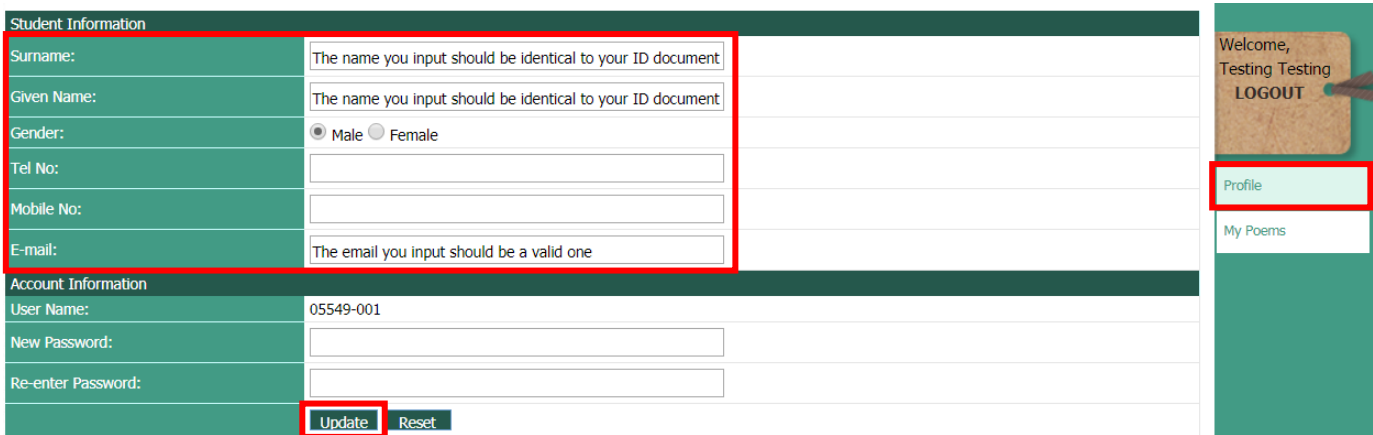 Student Information
Surname: The name you input should be identical to your ID document
Given Name: The name you input should be identical to your ID document
Gender: Male Female
Tel No:
Mobile No:
E-mail: The email you input should be a valid one
Account Information
User Name: 05549-001
New Password:
Re-enter Password:
Update Reset
Welcome,
Testing Testing
LOGOUT
Profile
My Poems